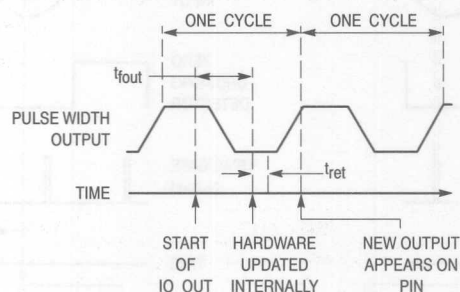 ONE CYCLE ONE CYCLE
tfout
PULSE WIDTH
OUTPUT
tret
TIME
START
OF
IO OUT
HARDWARE
UPDATED
INTERNALLY
NEW OUTPUT
APPEARS ON
PIN